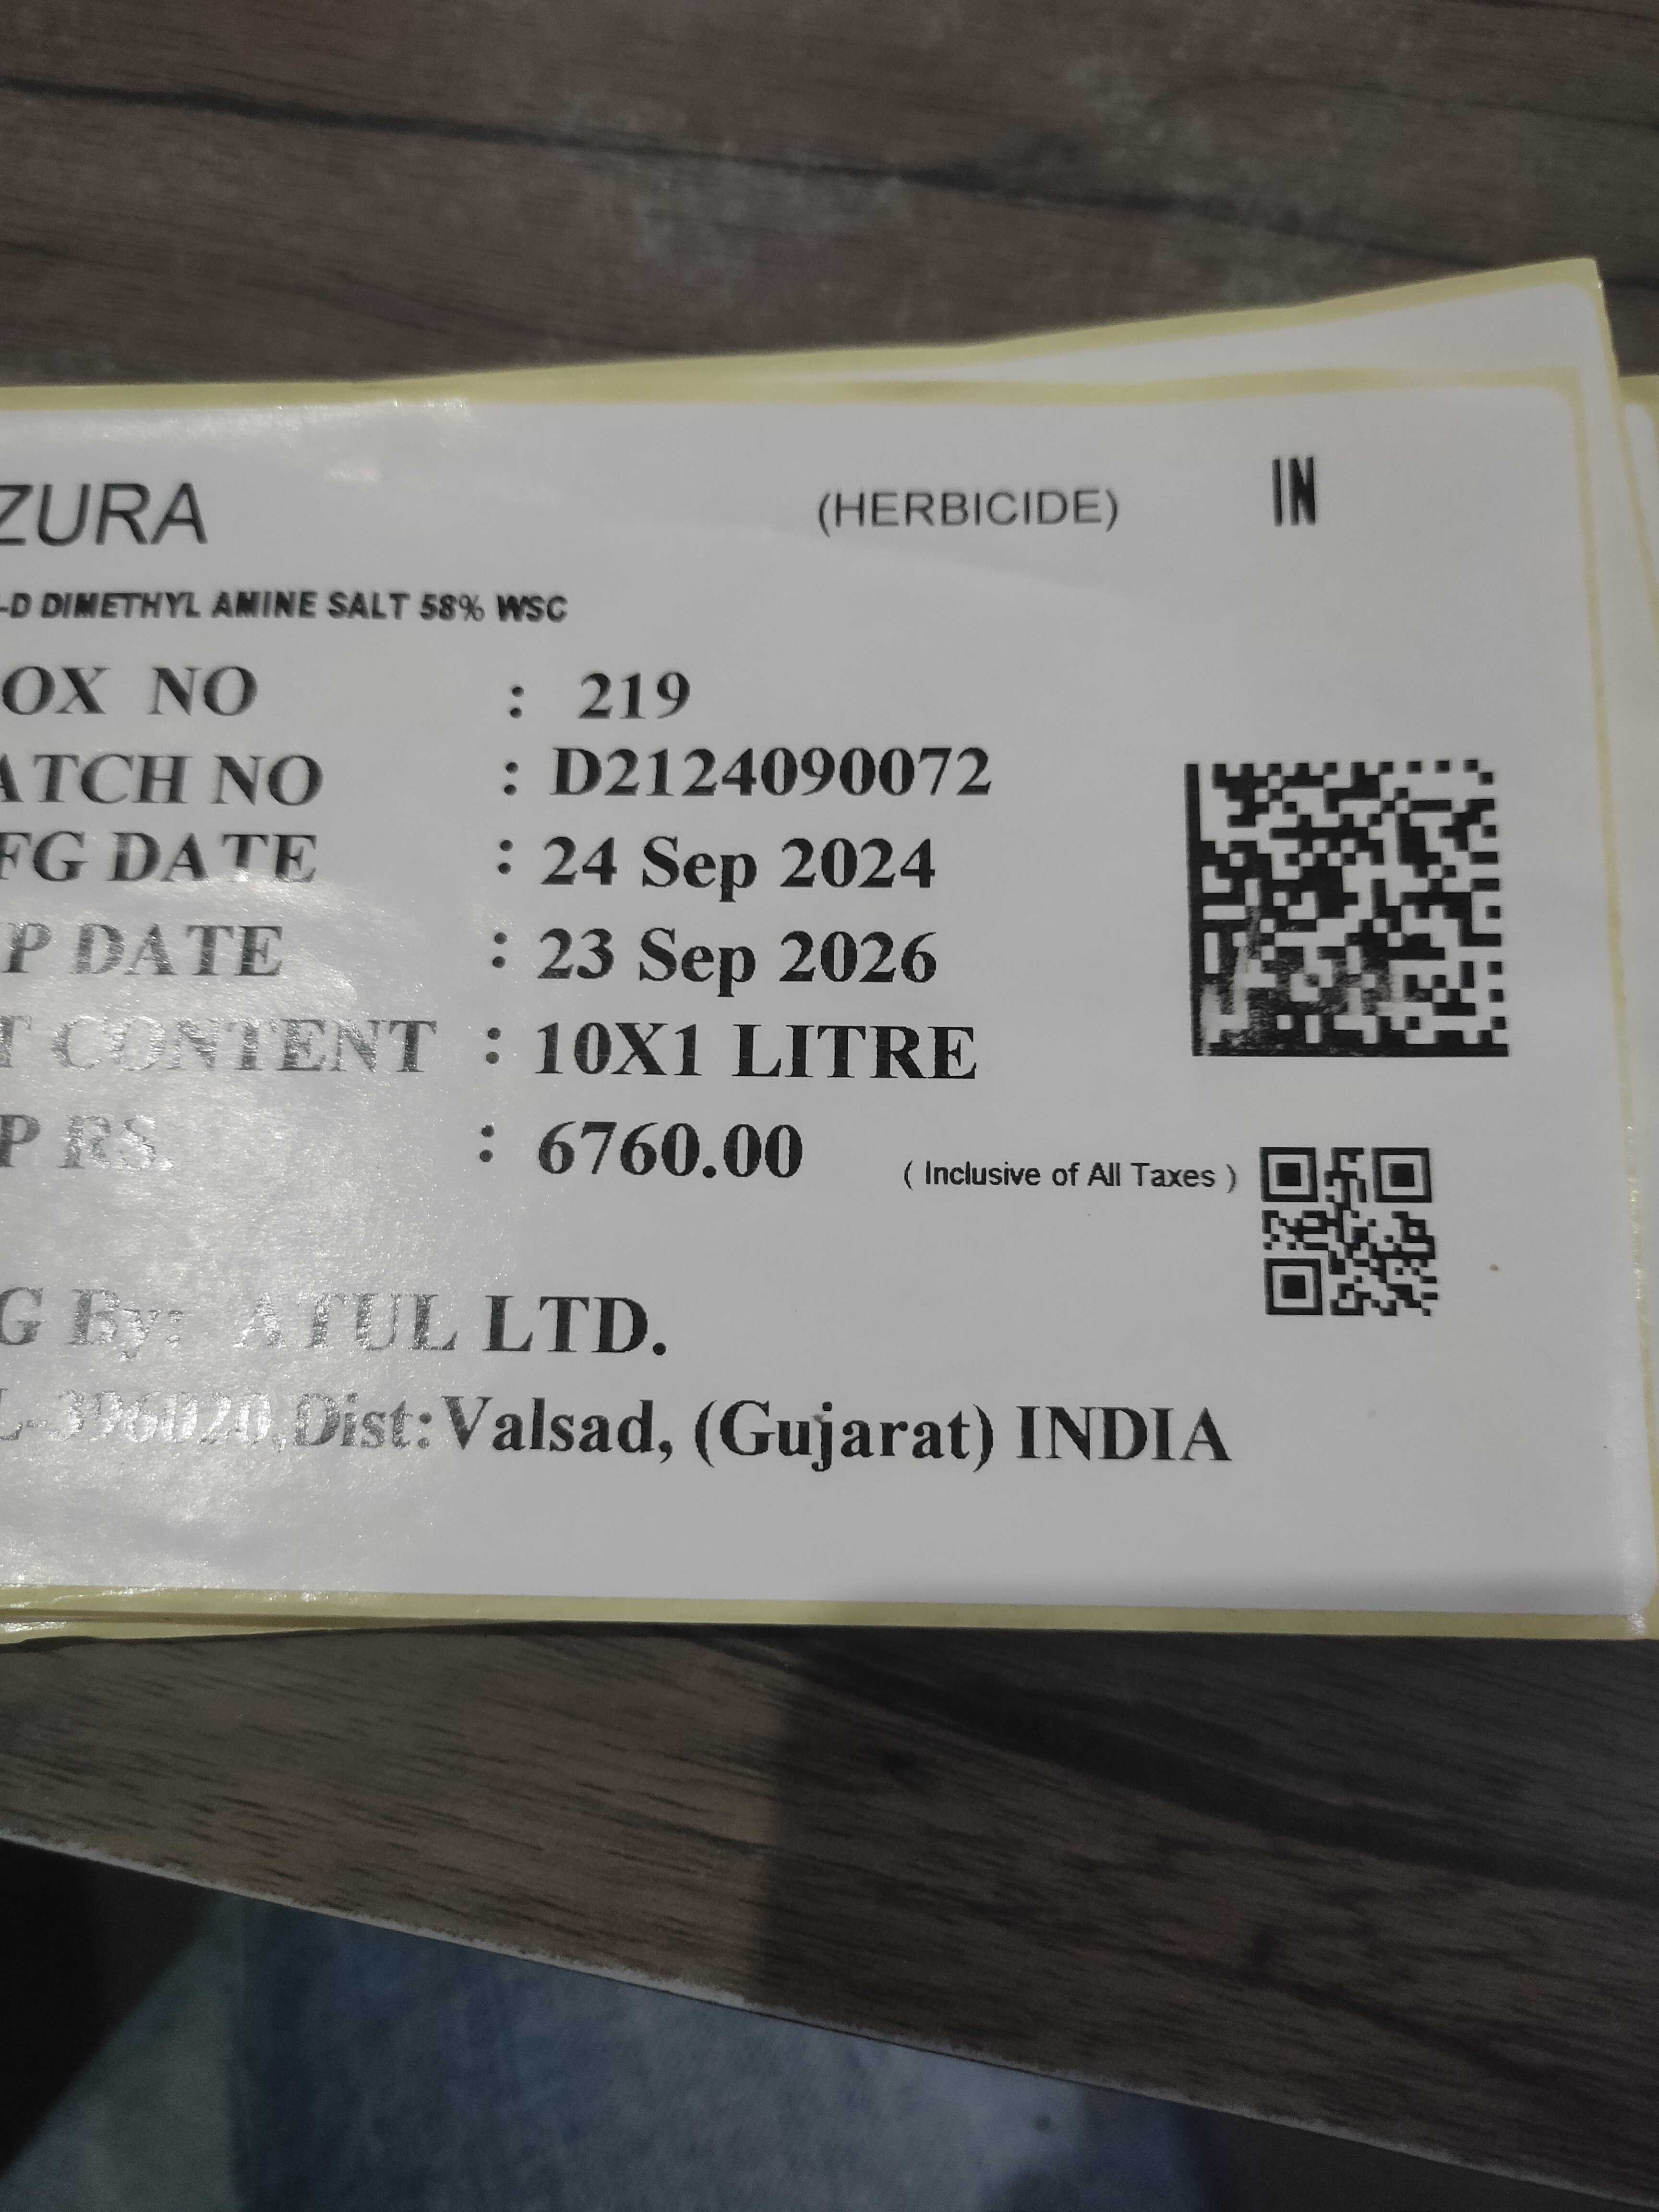 ZURA (HERBICIDE) IN
-D DIMETHYL AMINE SALT 58% WSC
OX NO : 219
ATCH NO : D2124090072
FG DATE : 24 Sep 2024
P DATE : 23 Sep 2026
T CONTENT : 10X1 LITRE
P RS. : 6760.00 ( Inclusive of All Taxes )
G By: ATUL LTD.
L-396020,Dist:Valsad, (Gujarat) INDIA